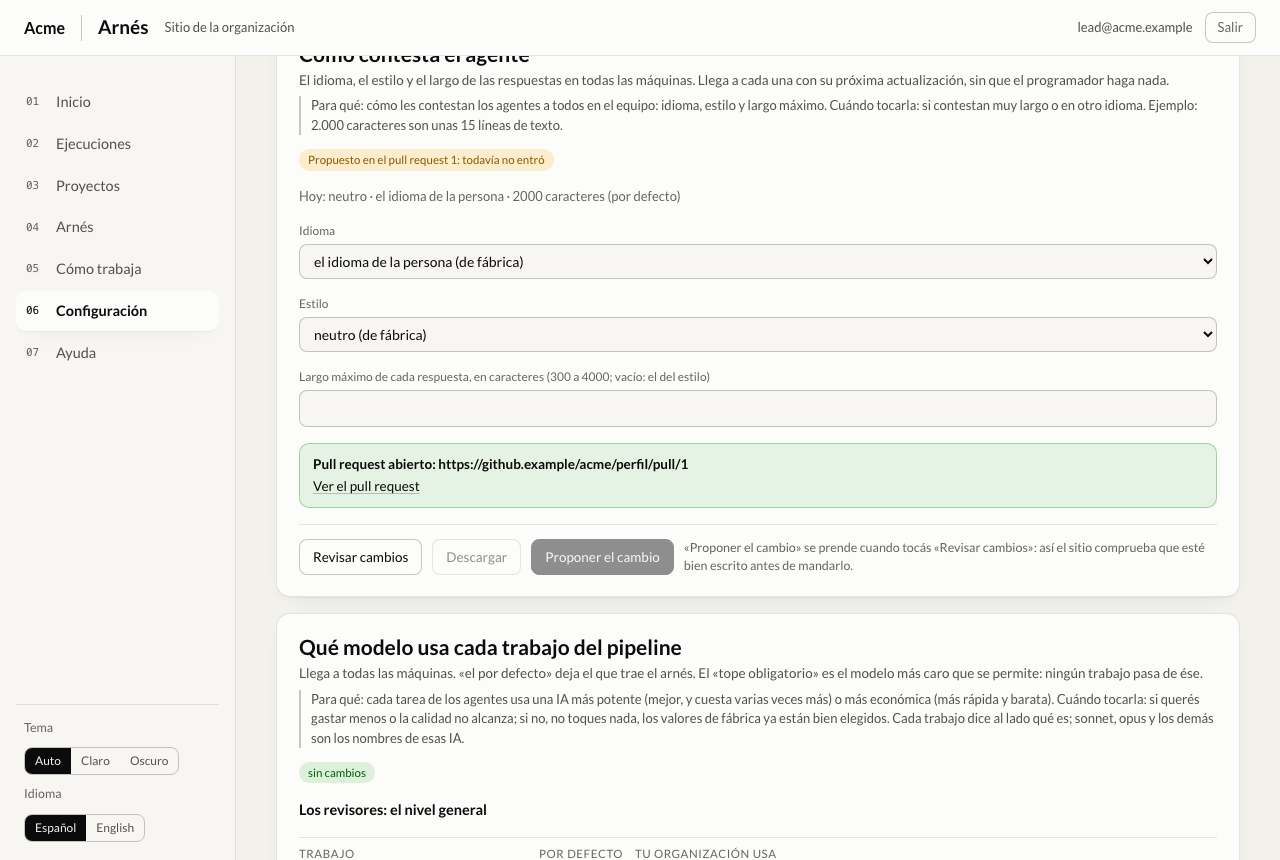 Acme
Arnés
Sitio de la organización
lead@acme.example
Salir
01 Inicio
02 Ejecuciones
03 Proyectos
04 Arnés
05 Cómo trabaja
06 Configuración
07 Ayuda
Tema
Auto Claro Oscuro
Idioma
Español English
Cómo contesta el agente
El idioma, el estilo y el largo de las respuestas en todas las máquinas. Llega a cada una con su próxima actualización, sin que el programador haga nada.
Para qué: cómo les contestan los agentes a todos en el equipo: idioma, estilo y largo máximo. Cuándo tocarla: si contestan muy largo o en otro idioma. Ejemplo:
2.000 caracteres son unas 15 líneas de texto.
Propuesto en el pull request 1: todavía no entró
Hoy: neutro · el idioma de la persona · 2000 caracteres (por defecto)
Idioma
el idioma de la persona (de fábrica)
Estilo
neutro (de fábrica)
Largo máximo de cada respuesta, en caracteres (300 a 4000; vacío: el del estilo)
Pull request abierto: https://github.example/acme/perfil/pull/1
Ver el pull request
Revisar cambios
Descargar
Proponer el cambio
«Proponer el cambio» se prende cuando tocás «Revisar cambios»: así el sitio comprueba que esté
bien escrito antes de mandarlo.
Qué modelo usa cada trabajo del pipeline
Llega a todas las máquinas. «el por defecto» deja el que trae el arnés. El «tope obligatorio» es el modelo más caro que se permite: ningún trabajo pasa de ése.
Para qué: cada tarea de los agentes usa una IA más potente (mejor, y cuesta varias veces más) o más económica (más rápida y barata). Cuándo tocarla: si querés
gastar menos o la calidad no alcanza; si no, no toques nada, los valores de fábrica ya están bien elegidos. Cada trabajo dice al lado qué es; sonnet, opus y los demás
son los nombres de esas IA.
sin cambios
Los revisores: el nivel general
TRABAJO POR DEFECTO TU ORGANIZACIÓN USA